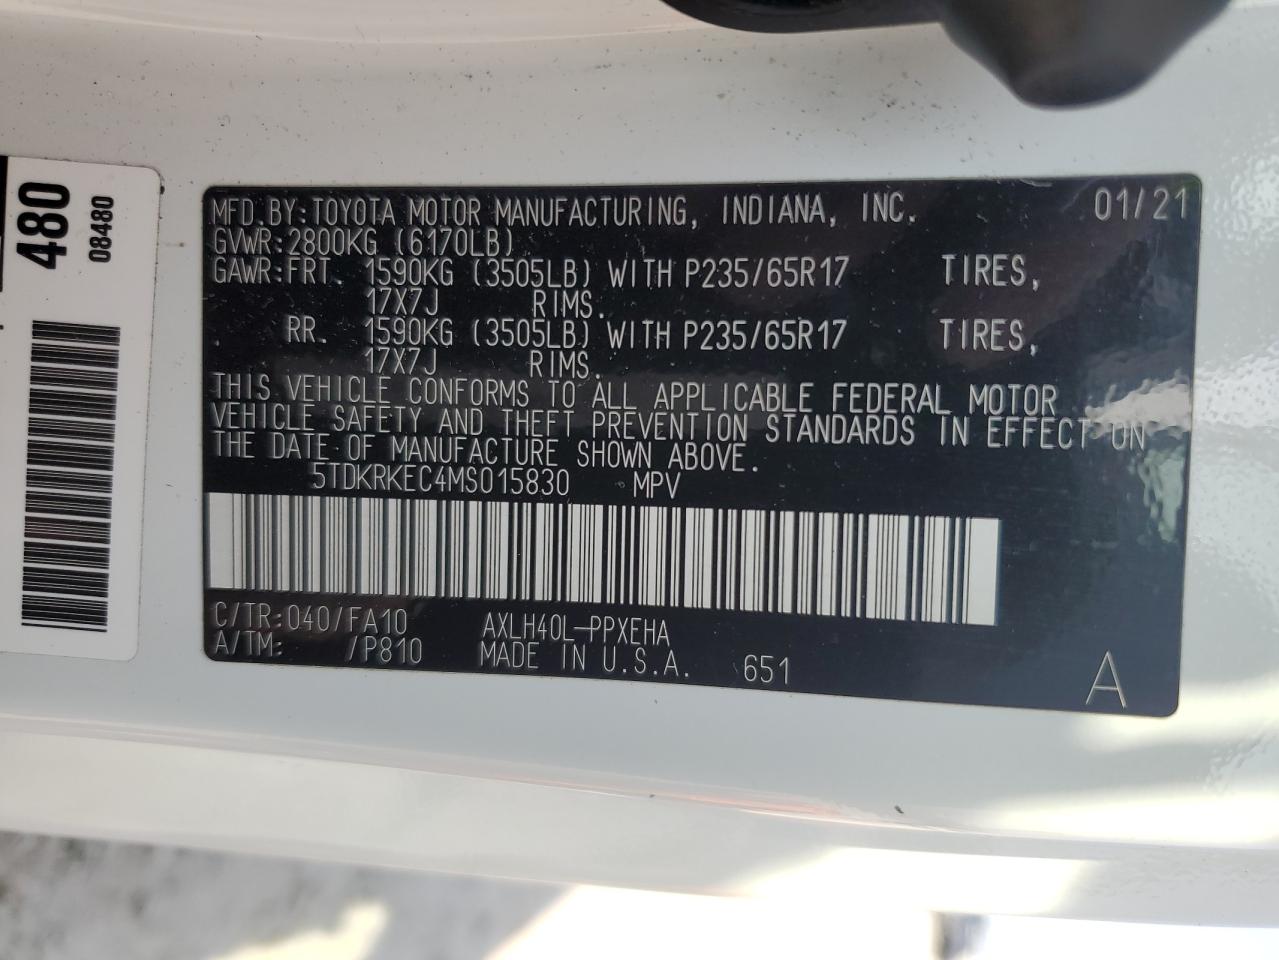 480
08480
MFD.BY:TOYOTA MOTOR MANUFACTURING, INDIANA, INC. 01/21
GVWR:2800KG (6170LB)
GAWR:FRT. 1590KG (3505LB) WITH P235/65R17 TIRES,
17X7J RIMS.
. RR. 1590KG (3505LB) WITH P235/65R17 TIRES,
17X7J RIMS.
THIS VEHICLE CONFORMS TO ALL APPLICABLE FEDERAL MOTOR
VEHICLE SAFETY AND THEFT PREVENTION STANDARDS IN EFFECT ON
THE DATE OF MANUFACTURE SHOWN ABOVE.
5TDKRKEC4MS015830 MPV
C/TR:040/FA10 AXLH40L-PPXEHA
A/TM: /P810 MADE IN U.S.A. 651
A